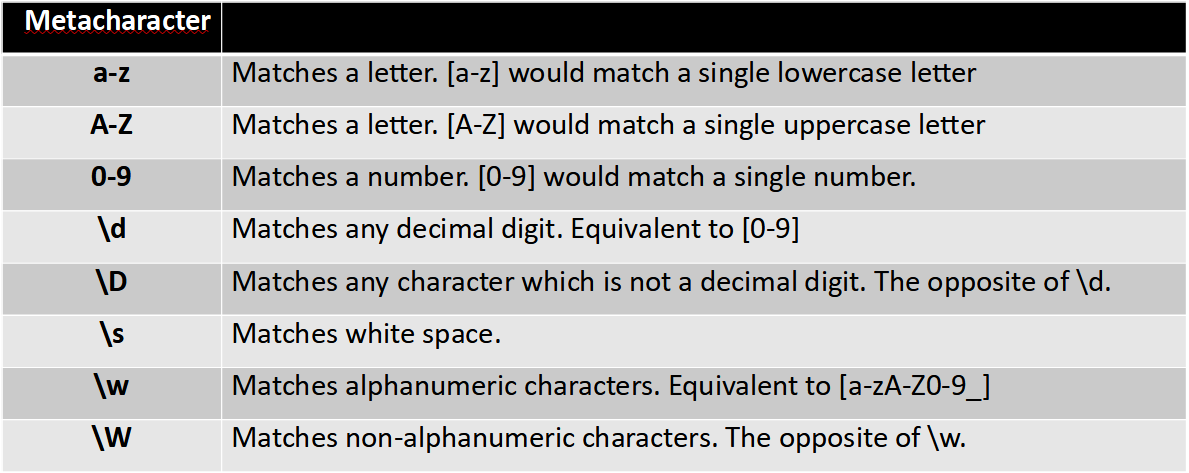 Metacharacter
a-z Matches a letter. [a-z] would match a single lowercase letter
A-Z Matches a letter. [A-Z] would match a single uppercase letter
0-9 Matches a number. [0-9] would match a single number.
\d Matches any decimal digit. Equivalent to [0-9]
\D Matches any character which is not a decimal digit. The opposite of \d.
\s Matches white space.
\w Matches alphanumeric characters. Equivalent to [a-zA-Z0-9_]
\W Matches non-alphanumeric characters. The opposite of \w.